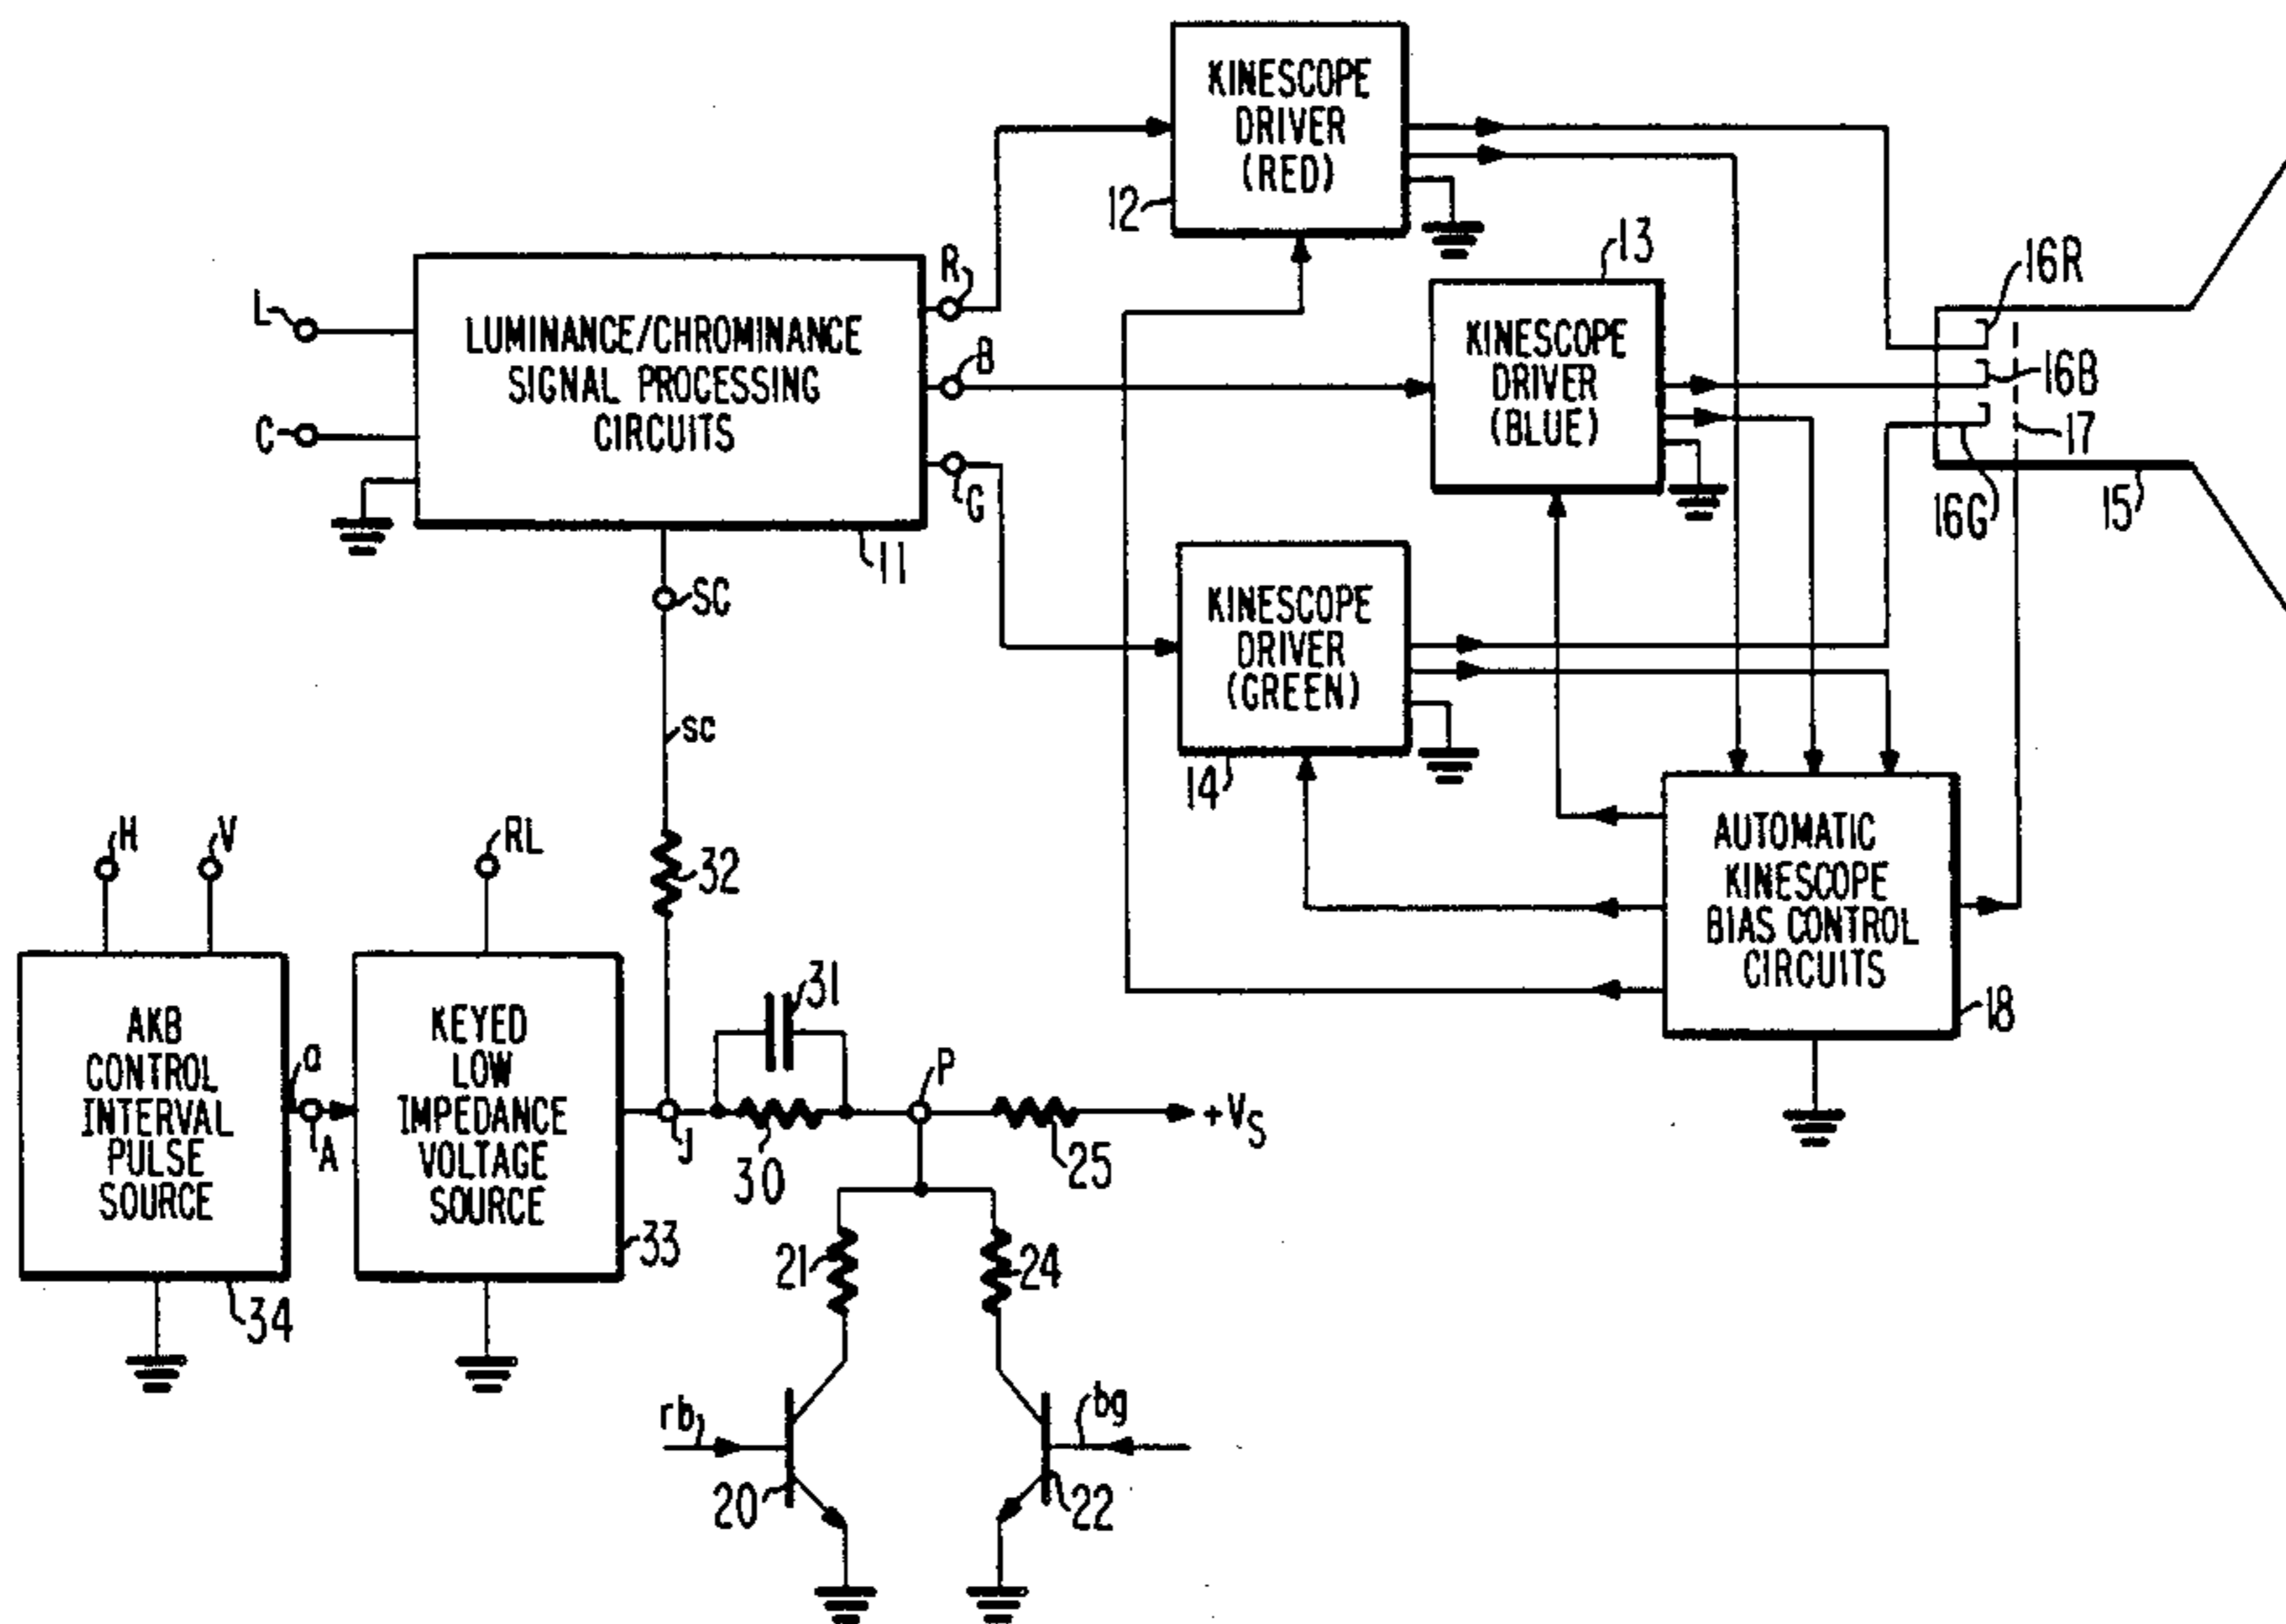 KINESCOPE
DRIVER
(RED)
12
13
16R
L
LUMINANCE/CHROMINANCE
SIGNAL PROCESSING
CIRCUITS
R
B
KINESCOPE
DRIVER
(BLUE)
16B
17
C
G
16G
15
11
SC
KINESCOPE
DRIVER
(GREEN)
sc
14
H
V
RL
32
AUTOMATIC
KINESCOPE
BIAS CONTROL
CIRCUITS
18
AKB
CONTROL
INTERVAL
PULSE
SOURCE
a
A
KEYED
LOW
IMPEDANCE
VOLTAGE
SOURCE
31
P
J
30
25
+VS
33
21
24
34
rb
bg
20
22